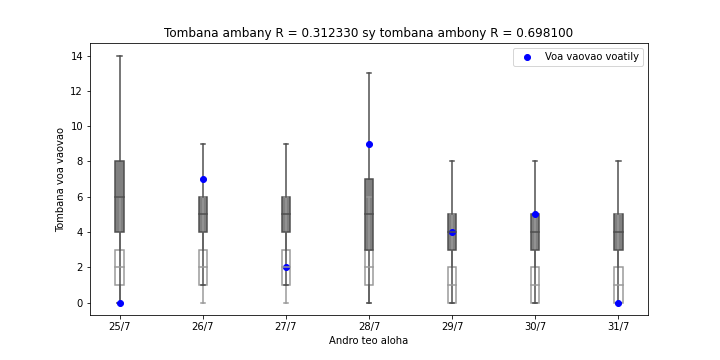 Tombana ambany R = 0.312330 sy tombana ambony R = 0.698100
Voa vaovao voatily
Tombana voa vaovao
14
12
10
8
6
4
2
0
25/7 26/7 27/7 28/7 29/7 30/7 31/7
Andro teo aloha